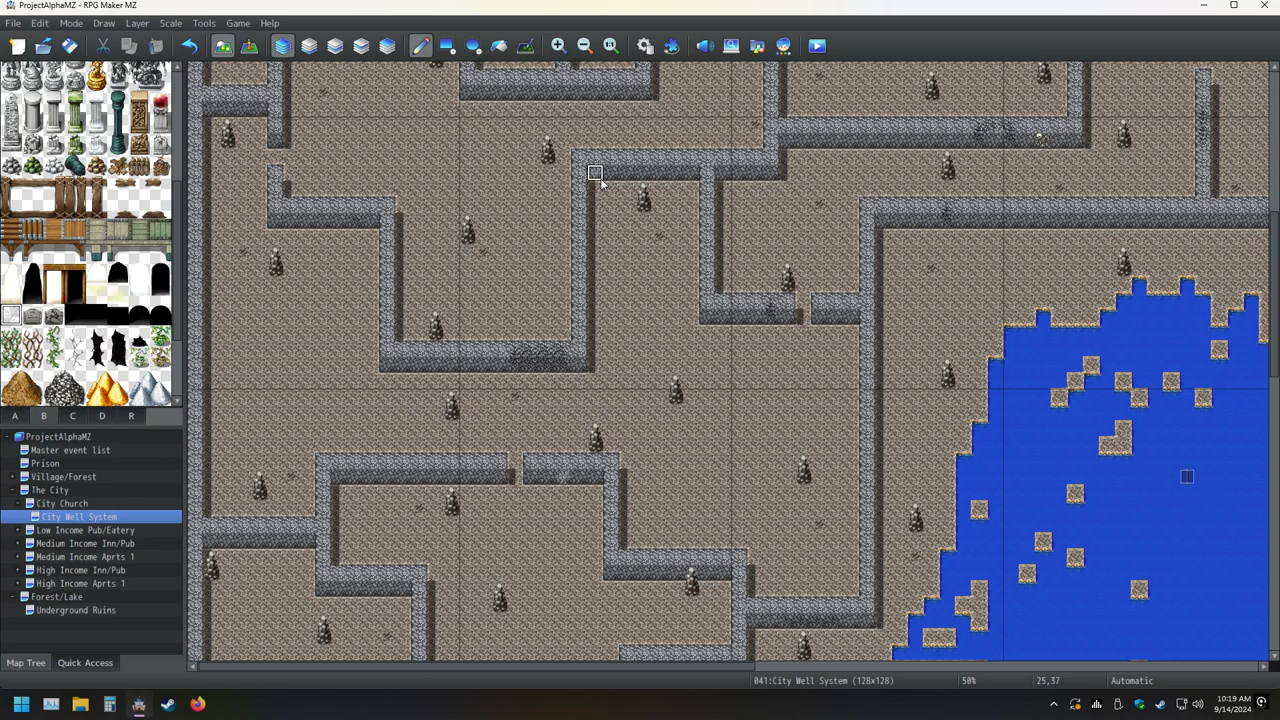 ProjectAlphaMZ - RPG Maker MZ
File Edit Mode Draw Layer Scale Tools Game Help
A B C D R
ProjectAlphaMZ
Master event list
Prison
Village/Forest
The City
City Church
City Well System
Low Income Pub/Eatery
Medium Income Inn/Pub
Medium Income Aprts 1
High Income Inn/Pub
High Income Aprts 1
Forest/Lake
Underground Ruins
Map Tree Quick Access
041:City Well System (128x128) 50% 25,37 Automatic
10:19 AM
9/14/2024